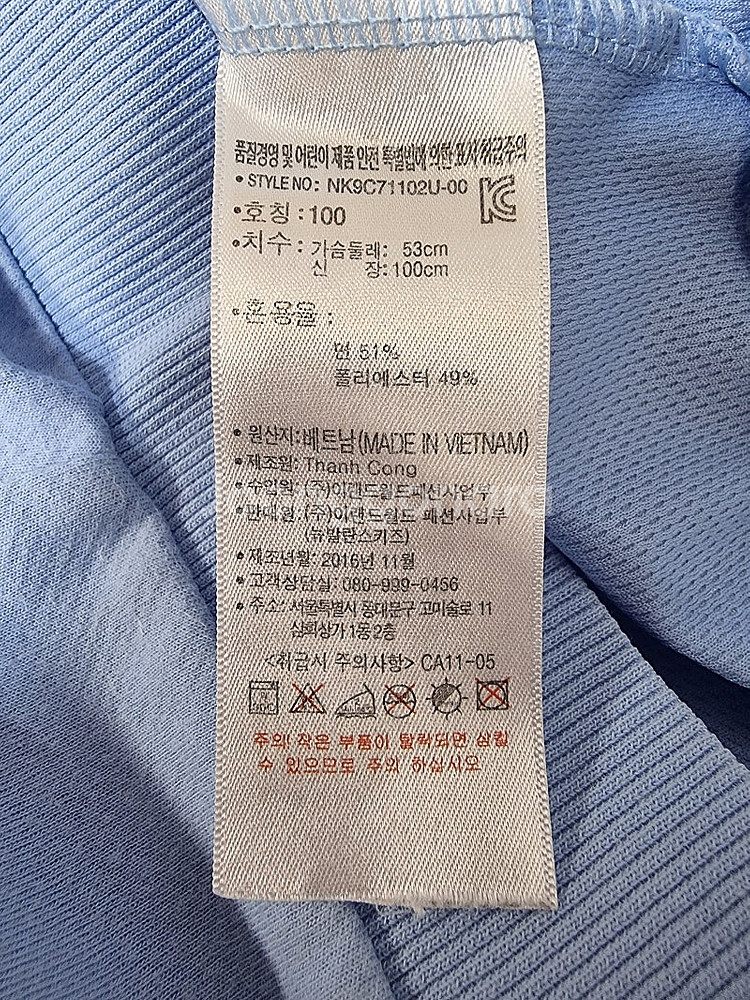 품질경영 및 어린이 제품 안전 특별법에 의한 표시 취급주의
• STYLE NO: NK9C71102U-00
• 호칭 : 100
• 치수 : 가슴둘레: 53cm
신 장: 100cm
• 혼용율 :
면 51%
폴리에스터 49%
• 원산지: 베트남(MADE IN VIETNAM)
• 제조원: Thanh Cong
• 수입원: (주)이랜드월드패션사업부
• 판매원: (주)이랜드월드 패션사업부
(뉴발란스키즈)
• 제조년월: 2016년 11월
• 고객상담실: 080-999-0456
• 주소: 서울특별시 동대문구 고미술로 11
삼희상가 1동 2층
<취급시 주의사항> CA11-05
주의! 작은 부품이 탈락되면 삼킬
수 있으므로 주의 하십시오